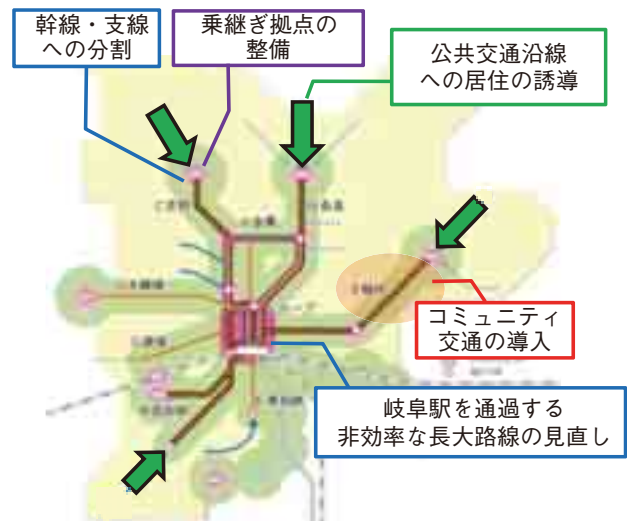 幹線・支線
への分割
乗継ぎ拠点の
整備
公共交通沿線
への居住の誘導
コミュニティ
交通の導入
岐阜駅を通過する
非効率な長大路線の見直し